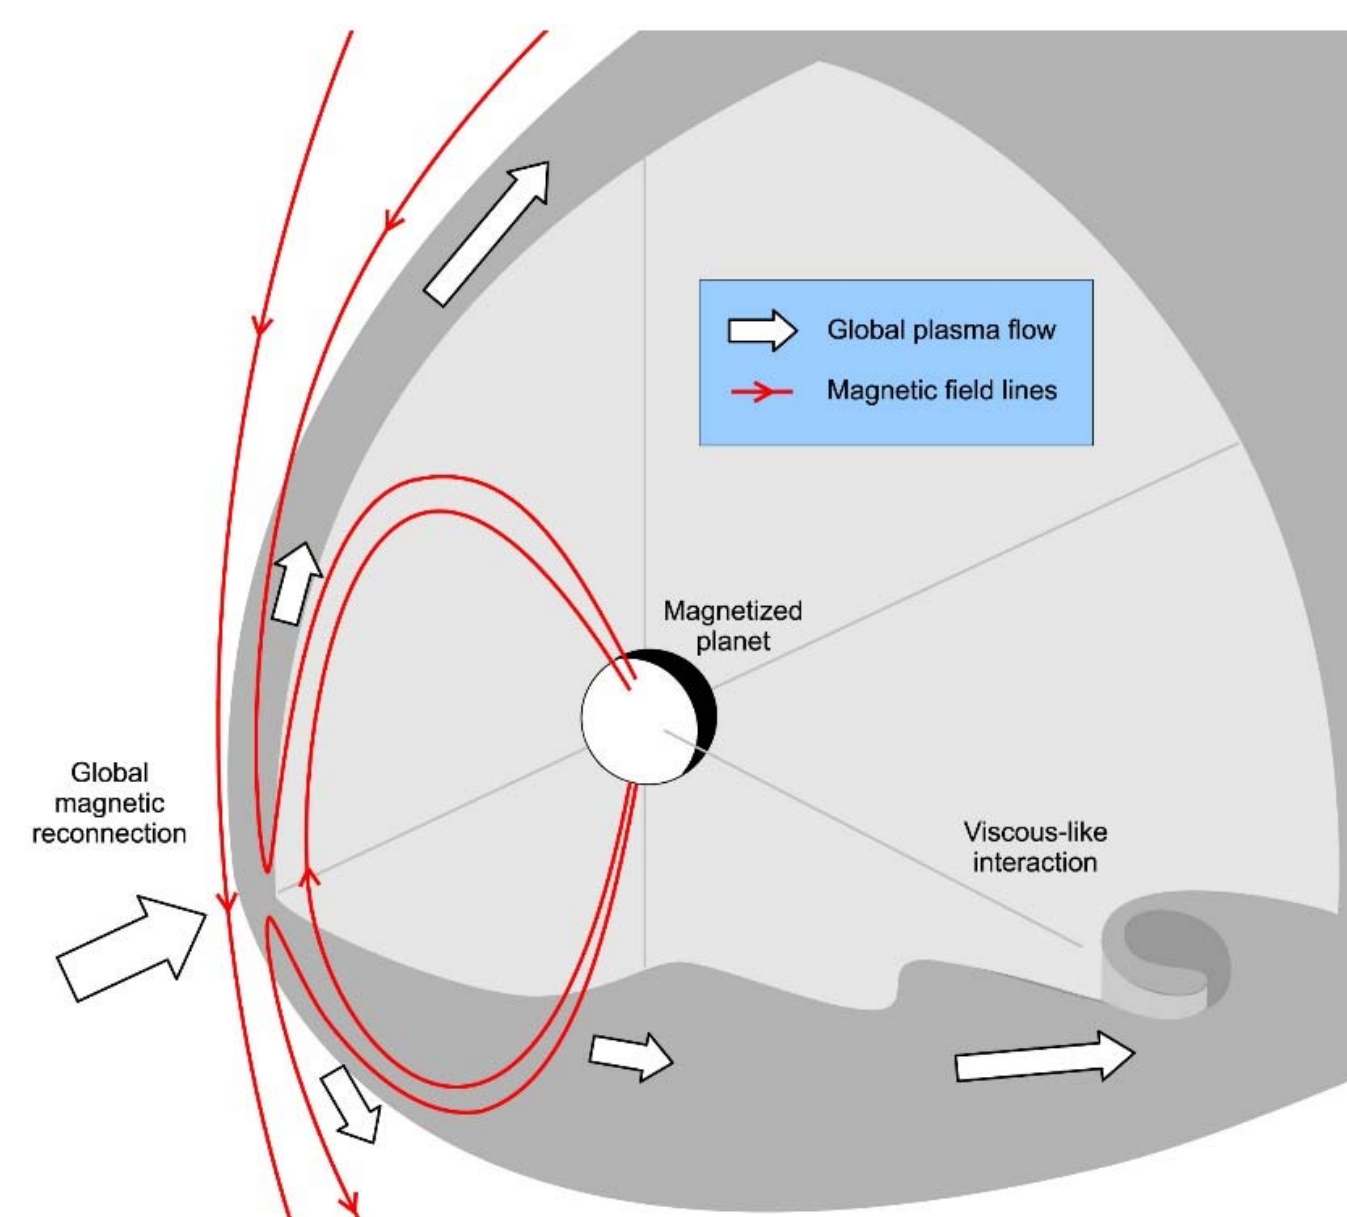 Global plasma flow
Magnetic field lines
Magnetized
planet
Global
magnetic
reconnection
Viscous-like
interaction